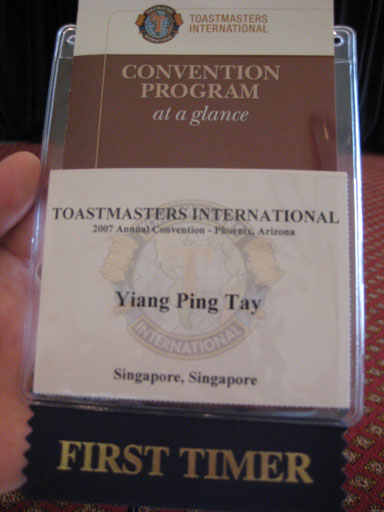 TOASTMASTERS
INTERNATIONAL
CONVENTION
PROGRAM
at a glance
TOASTMASTERS INTERNATIONAL
2007 Annual Convention - Phoenix, Arizona
Yiang Ping Tay
INTERNATIONAL
Singapore, Singapore
FIRST TIMER